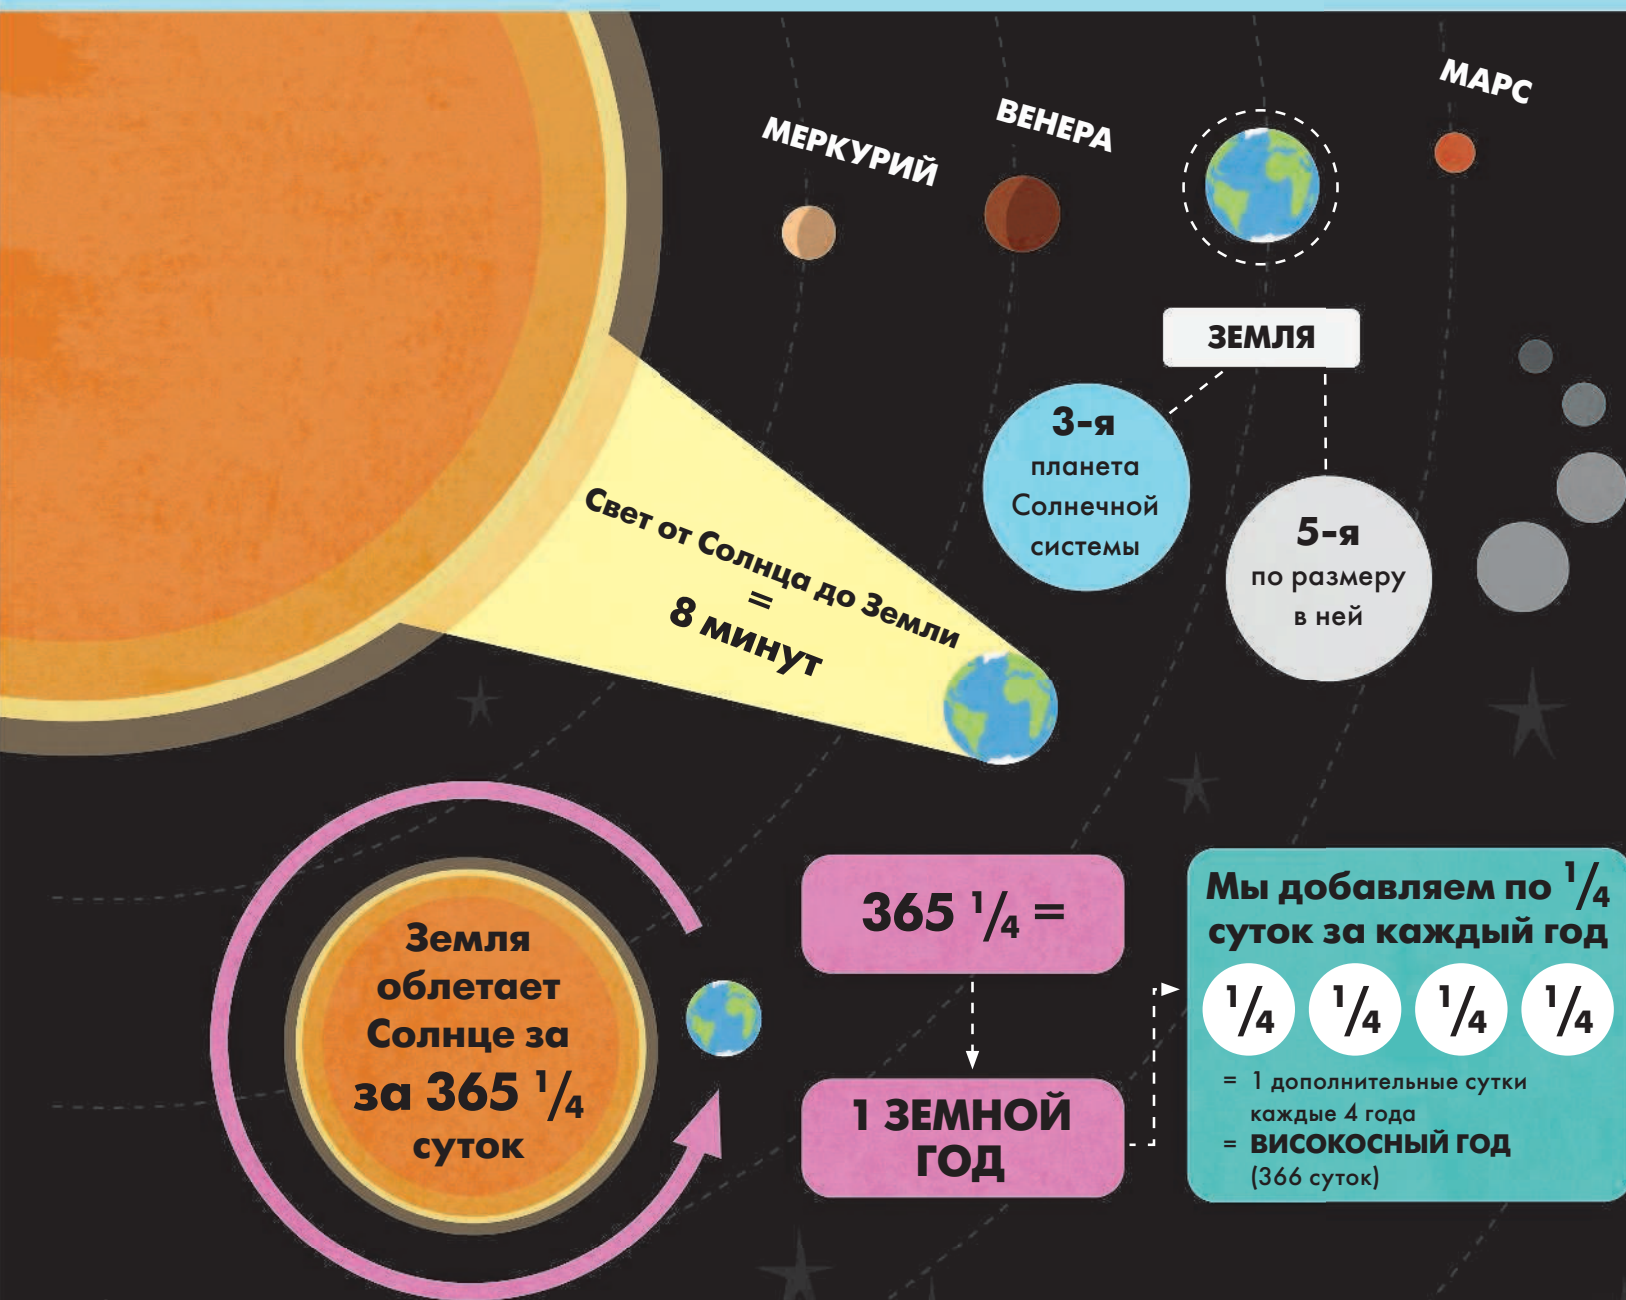 МЕРКУРИЙ
ВЕНЕРА
МАРС
ЗЕМЛЯ
3-я
планета
Солнечной
системы
5-я
по размеру
в ней
Свет от Солнца до Земли
=
8 минут
Земля
облетает
Солнце за
за 365 1/4
суток
365 1/4 =
1 ЗЕМНОЙ
ГОД
Мы добавляем по 1/4
суток за каждый год
1/4 1/4 1/4 1/4
= 1 дополнительные сутки
каждые 4 года
= ВИСОКОСНЫЙ ГОД
(366 суток)